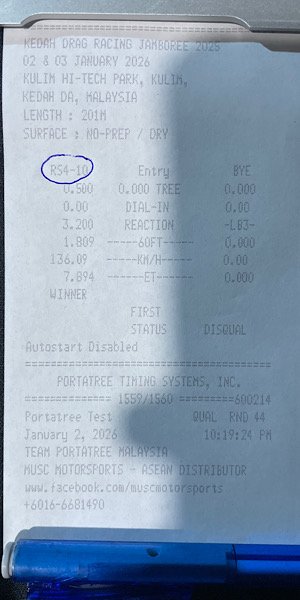 KEDAH DRAG RACING JAMBOREE 2025
02 & 03 JANUARY 2026
KULIM HI-TECH PARK, KULIM,
KEDAH DA, MALAYSIA
LENGTH : 201M
SURFACE : NO-PREP / DRY
RS4-10 Entry BYE
0.500 0.000 TREE 0.000
0.00 DIAL-IN 0.00
3.200 REACTION -LB3-
1.809 ------60FT------ 0.000
136.09 ------KM/H------ 0.00
7.894 -------ET------- 0.000
WINNER
FIRST
STATUS DISQUAL
Autostart Disabled
========================================
PORTATREE TIMING SYSTEMS, INC.
============= 1559/1560 =========600214
Portatree Test QUAL RND 44
January 2, 2026 10:19:24 PM
TEAM PORTATREE MALAYSIA
MUSC MOTORSPORTS - ASEAN DISTRIBUTOR
www.facebook.com/muscmotorsports
+6016-6681490